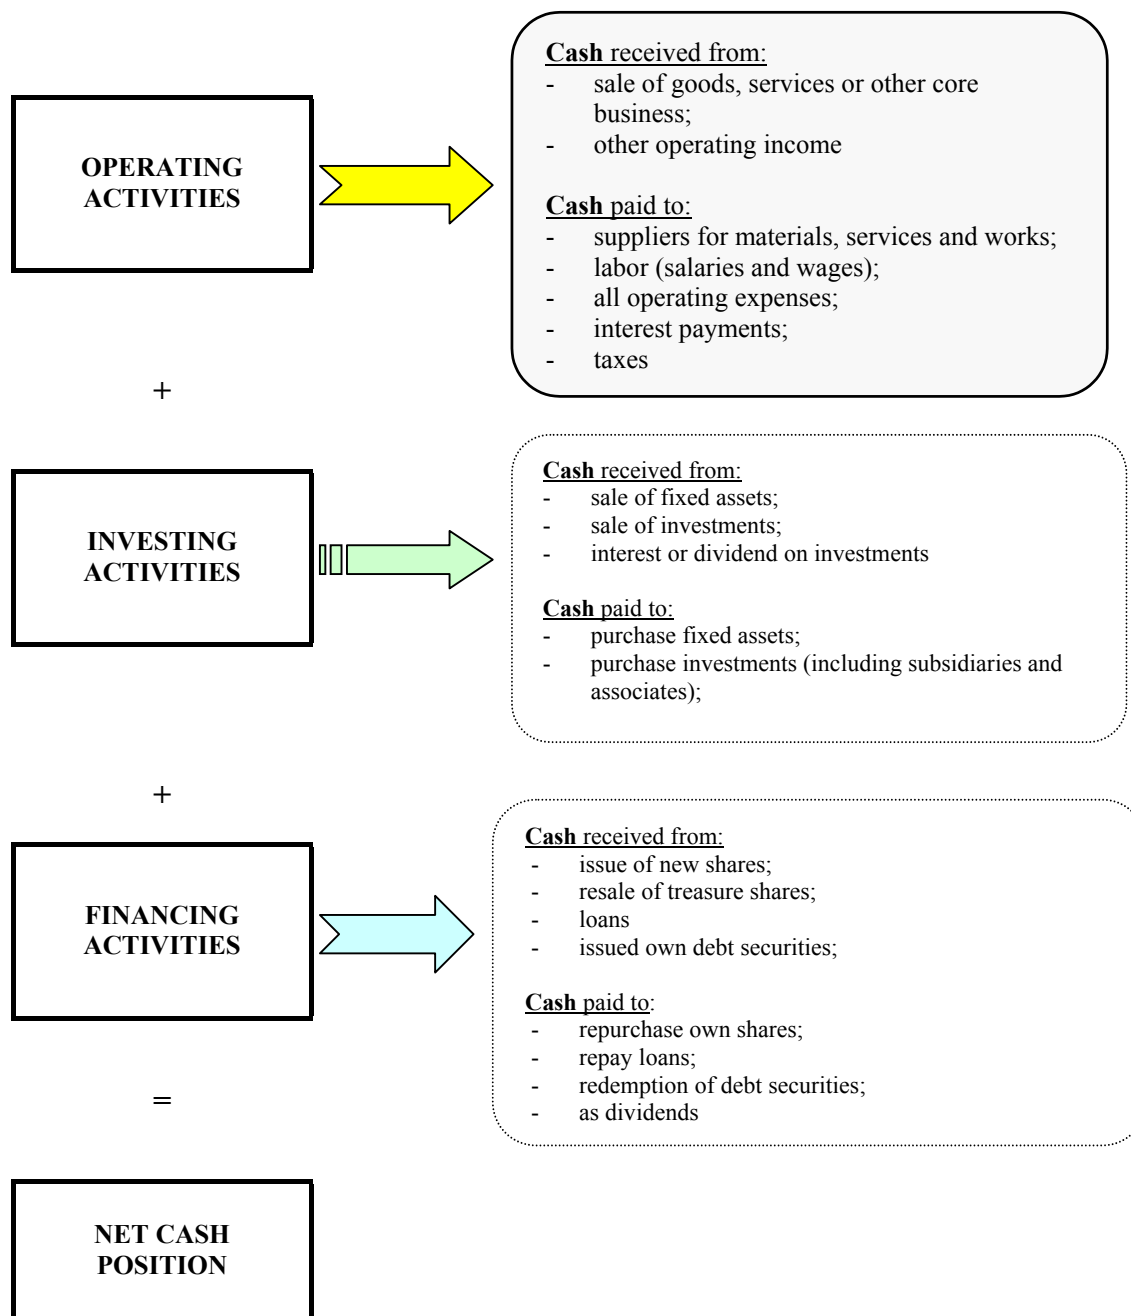 OPERATING
ACTIVITIES
Cash received from:
- sale of goods, services or other core
business;
- other operating income
Cash paid to:
- suppliers for materials, services and works;
- labor (salaries and wages);
- all operating expenses;
- interest payments;
- taxes
+
INVESTING
ACTIVITIES
Cash received from:
- sale of fixed assets;
- sale of investments;
- interest or dividend on investments
Cash paid to:
- purchase fixed assets;
- purchase investments (including subsidiaries and
associates);
+
FINANCING
ACTIVITIES
Cash received from:
- issue of new shares;
- resale of treasure shares;
- loans
- issued own debt securities;
Cash paid to:
- repurchase own shares;
- repay loans;
- redemption of debt securities;
- as dividends
=
NET CASH
POSITION